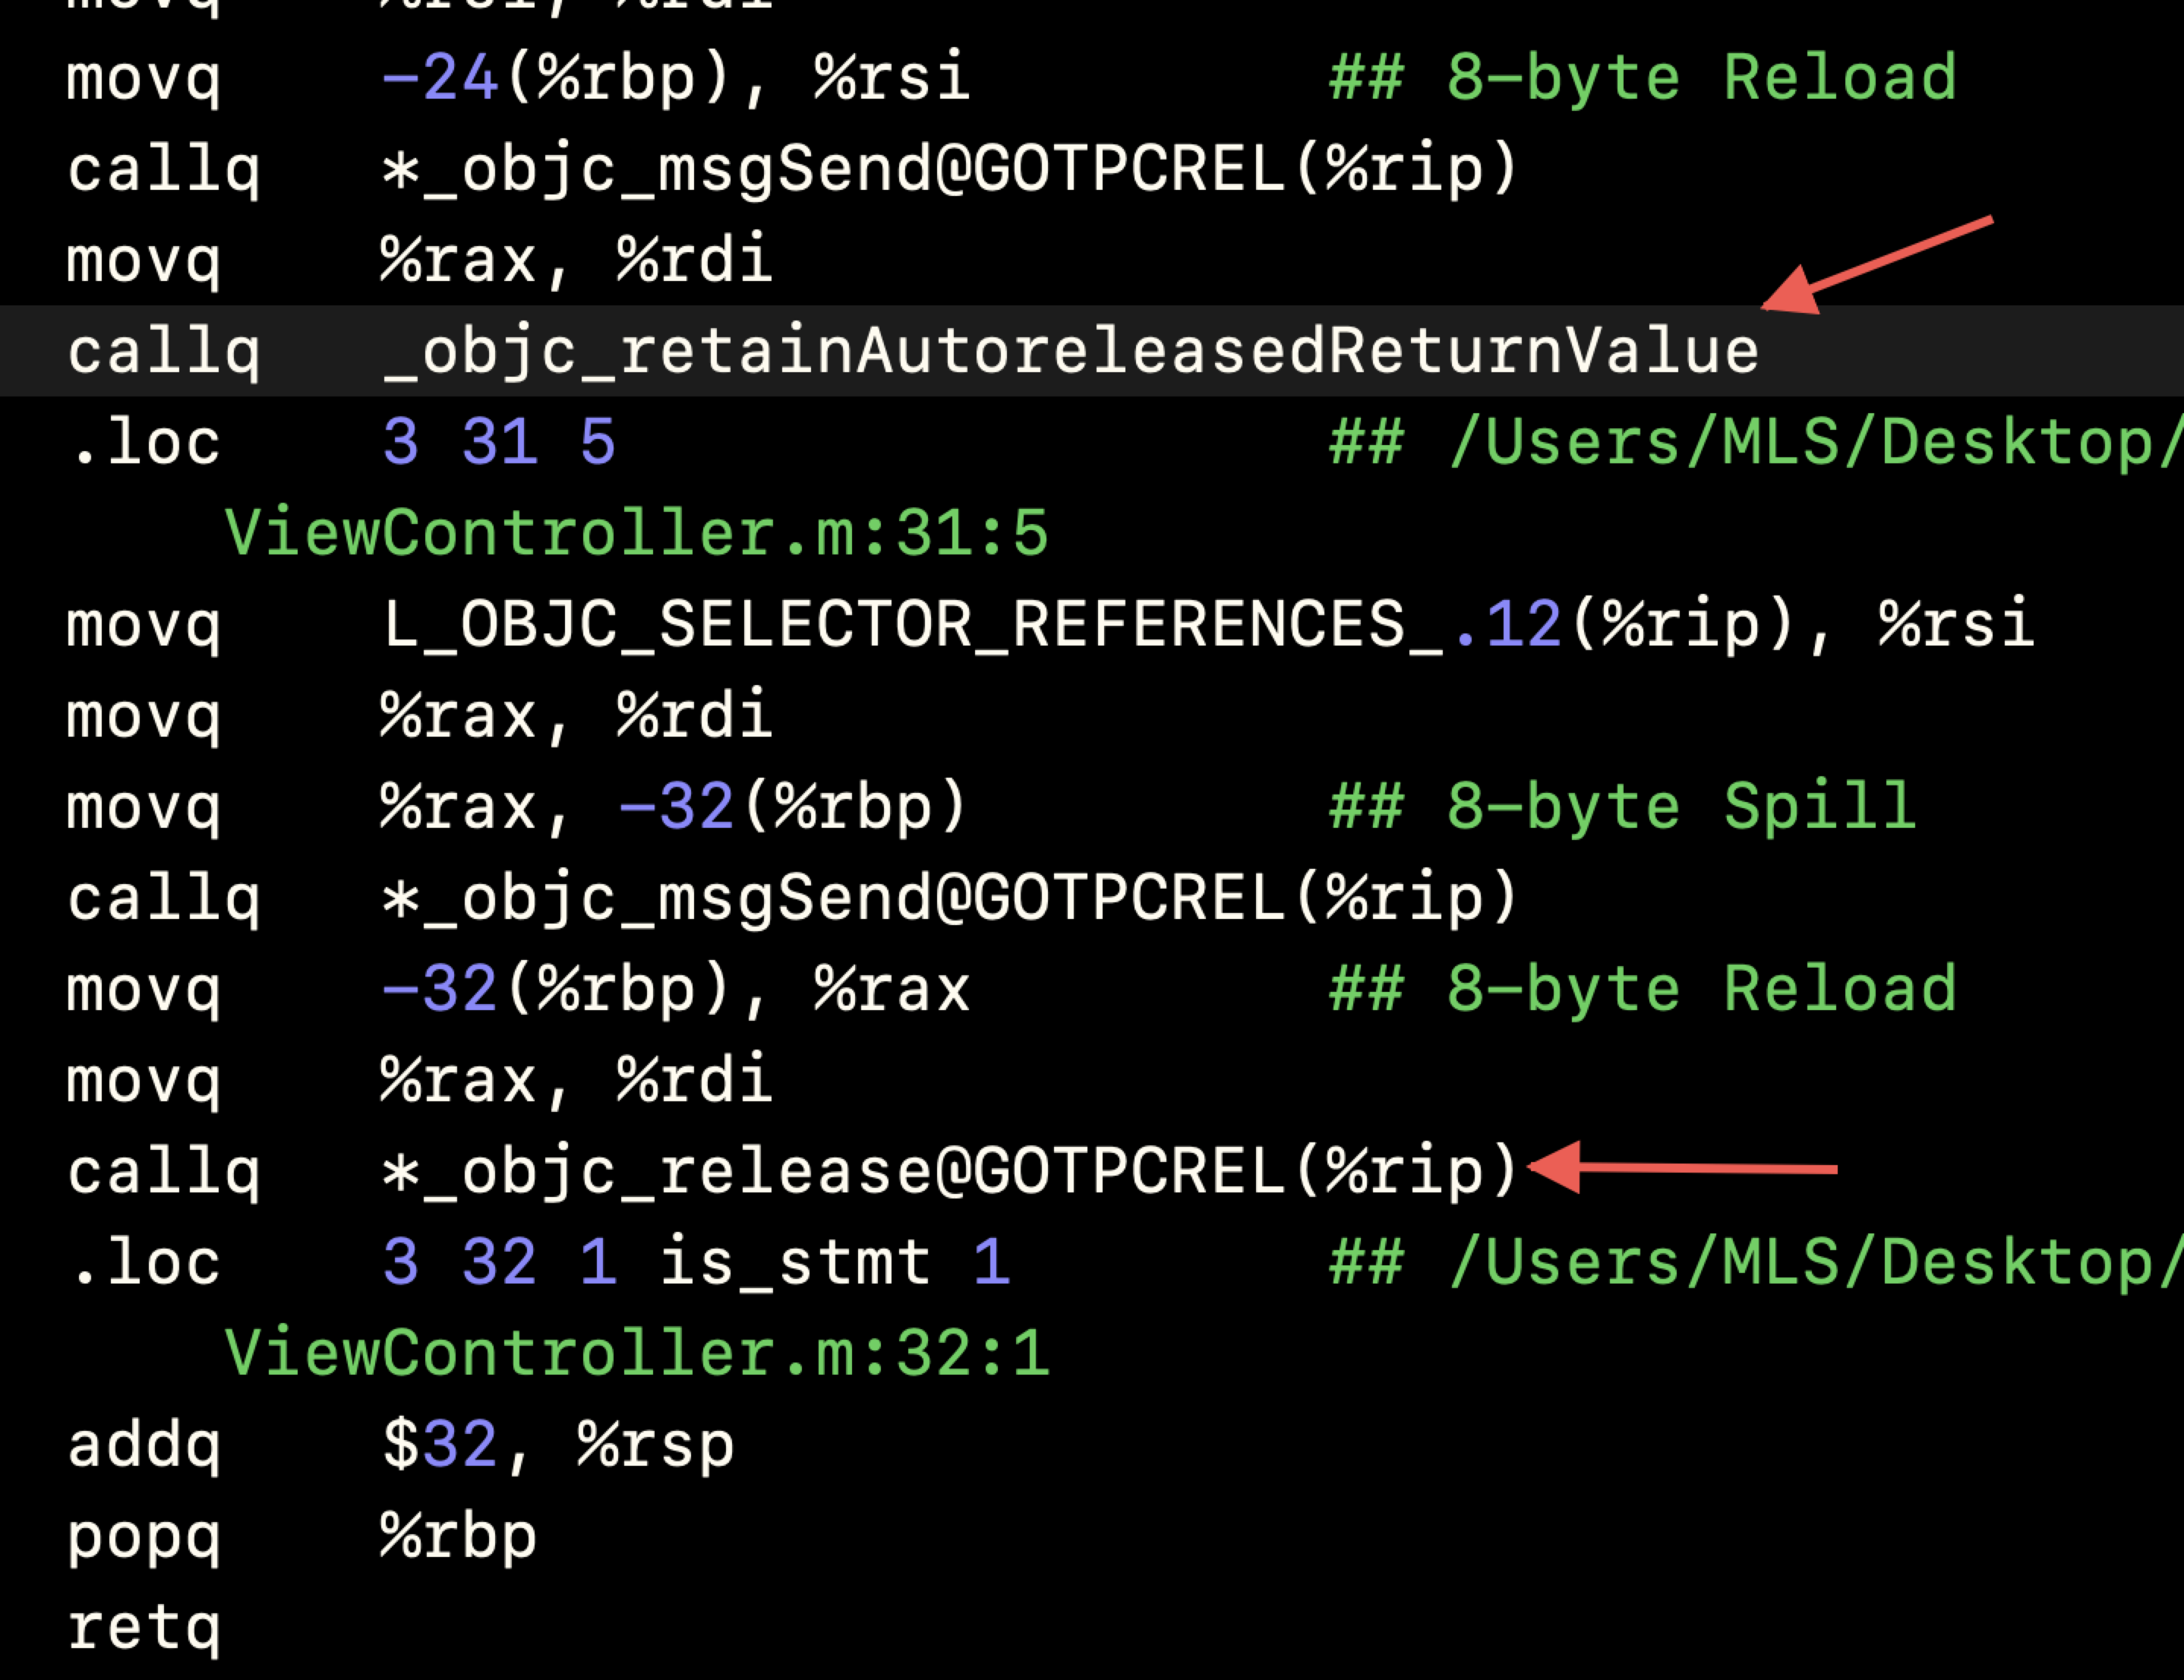 movq %rsi, %rdi
movq -24(%rbp), %rsi ## 8-byte Reload
callq *_objc_msgSend@GOTPCREL(%rip)
movq %rax, %rdi
callq _objc_retainAutoreleasedReturnValue
.loc 3 31 5 ## /Users/MLS/Desktop/
ViewController.m:31:5
movq L_OBJC_SELECTOR_REFERENCES_.12(%rip), %rsi
movq %rax, %rdi
movq %rax, -32(%rbp) ## 8-byte Spill
callq *_objc_msgSend@GOTPCREL(%rip)
movq -32(%rbp), %rax ## 8-byte Reload
movq %rax, %rdi
callq *_objc_release@GOTPCREL(%rip)
.loc 3 32 1 is_stmt 1 ## /Users/MLS/Desktop/
ViewController.m:32:1
addq $32, %rsp
popq %rbp
retq